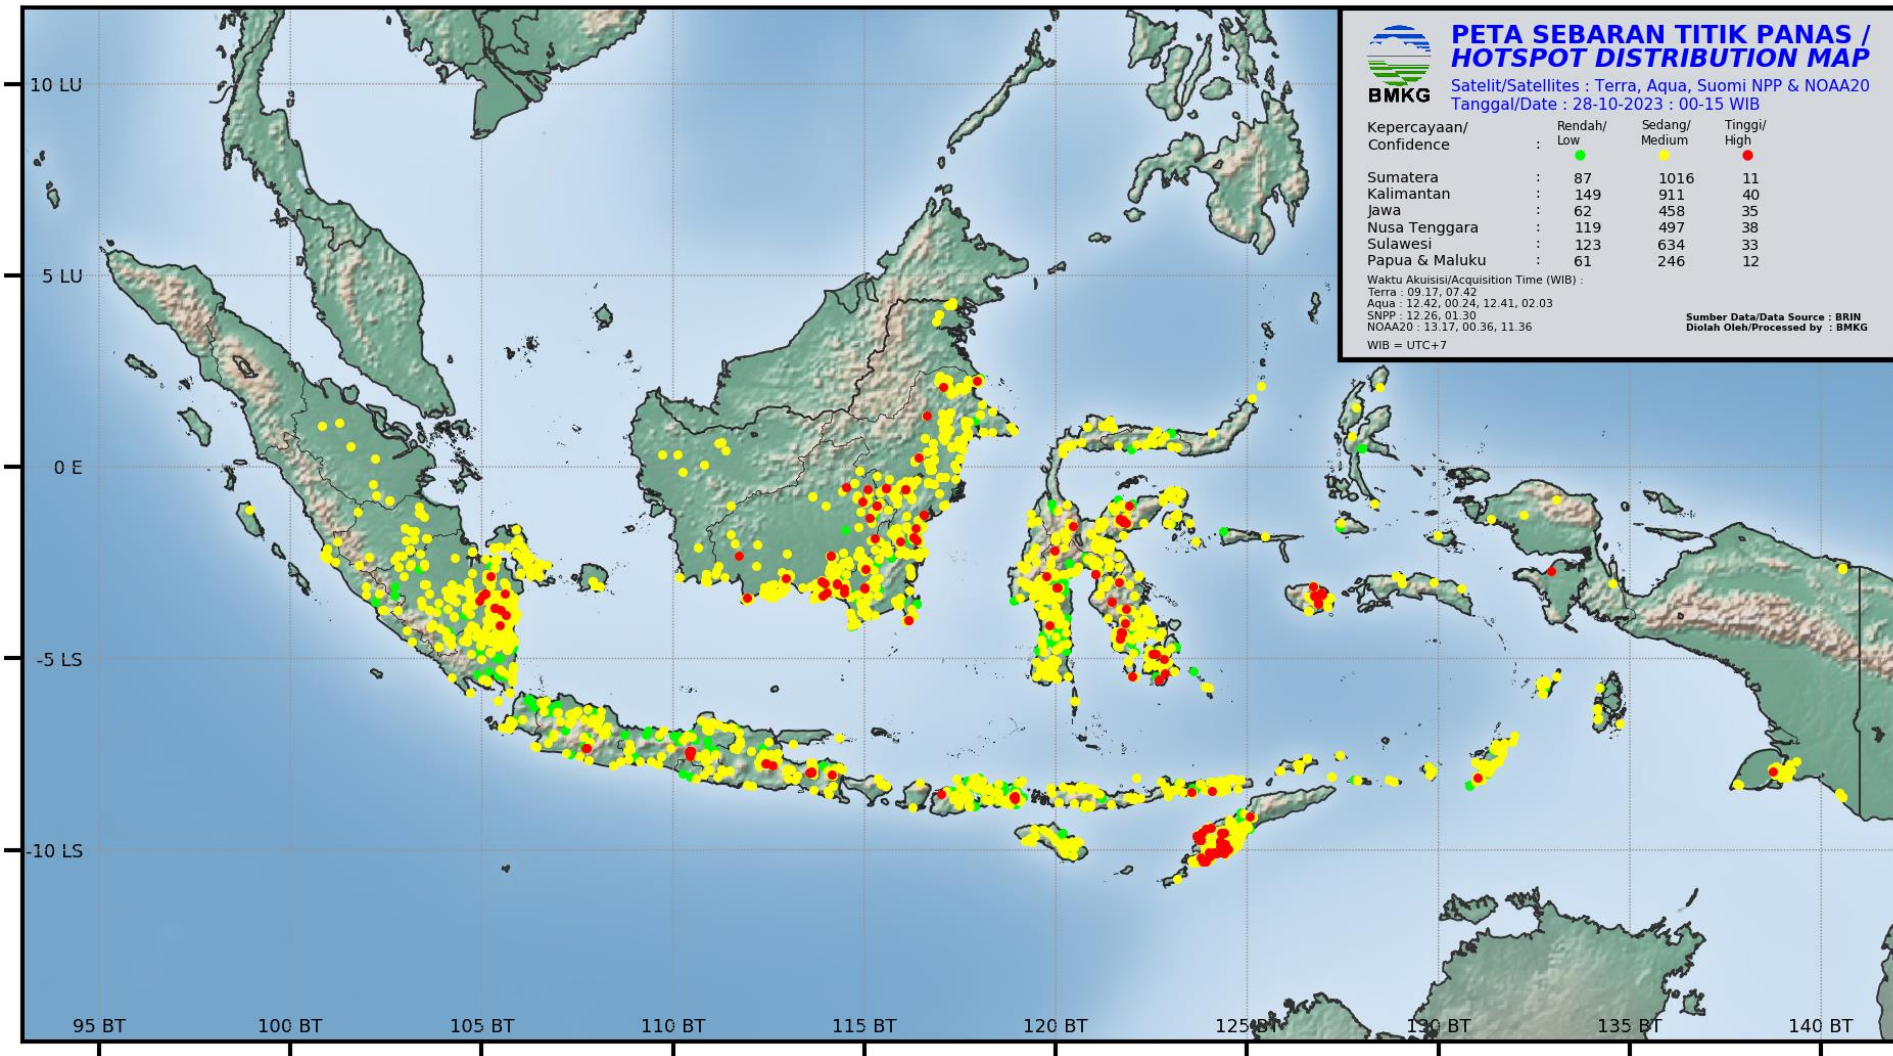 PETA SEBARAN TITIK PANAS /
HOTSPOT DISTRIBUTION MAP
Satelit/Satellites : Terra, Aqua, Suomi NPP & NOAA20
Tanggal/Date : 28-10-2023 : 00-15 WIB
BMKG
Kepercayaan/ Rendah/ Sedang/ Tinggi/
Confidence : Low Medium High
Sumatera : 87 1016 11
Kalimantan : 149 911 40
Jawa : 62 458 35
Nusa Tenggara : 119 497 38
Sulawesi : 123 634 33
Papua & Maluku : 61 246 12
Waktu Akuisisi/Acquisition Time (WIB) :
Terra : 09.17, 07.42
Aqua : 12.42, 00.24, 12.41, 02.03
SNPP : 12.26, 01.30
NOAA20 : 13.17, 00.36, 11.36
WIB = UTC+7
Sumber Data/Data Source : BRIN
Diolah Oleh/Processed by : BMKG
10 LU
5 LU
0 E
-5 LS
-10 LS
95 BT 100 BT 105 BT 110 BT 115 BT 120 BT 125 BT 130 BT 135 BT 140 BT